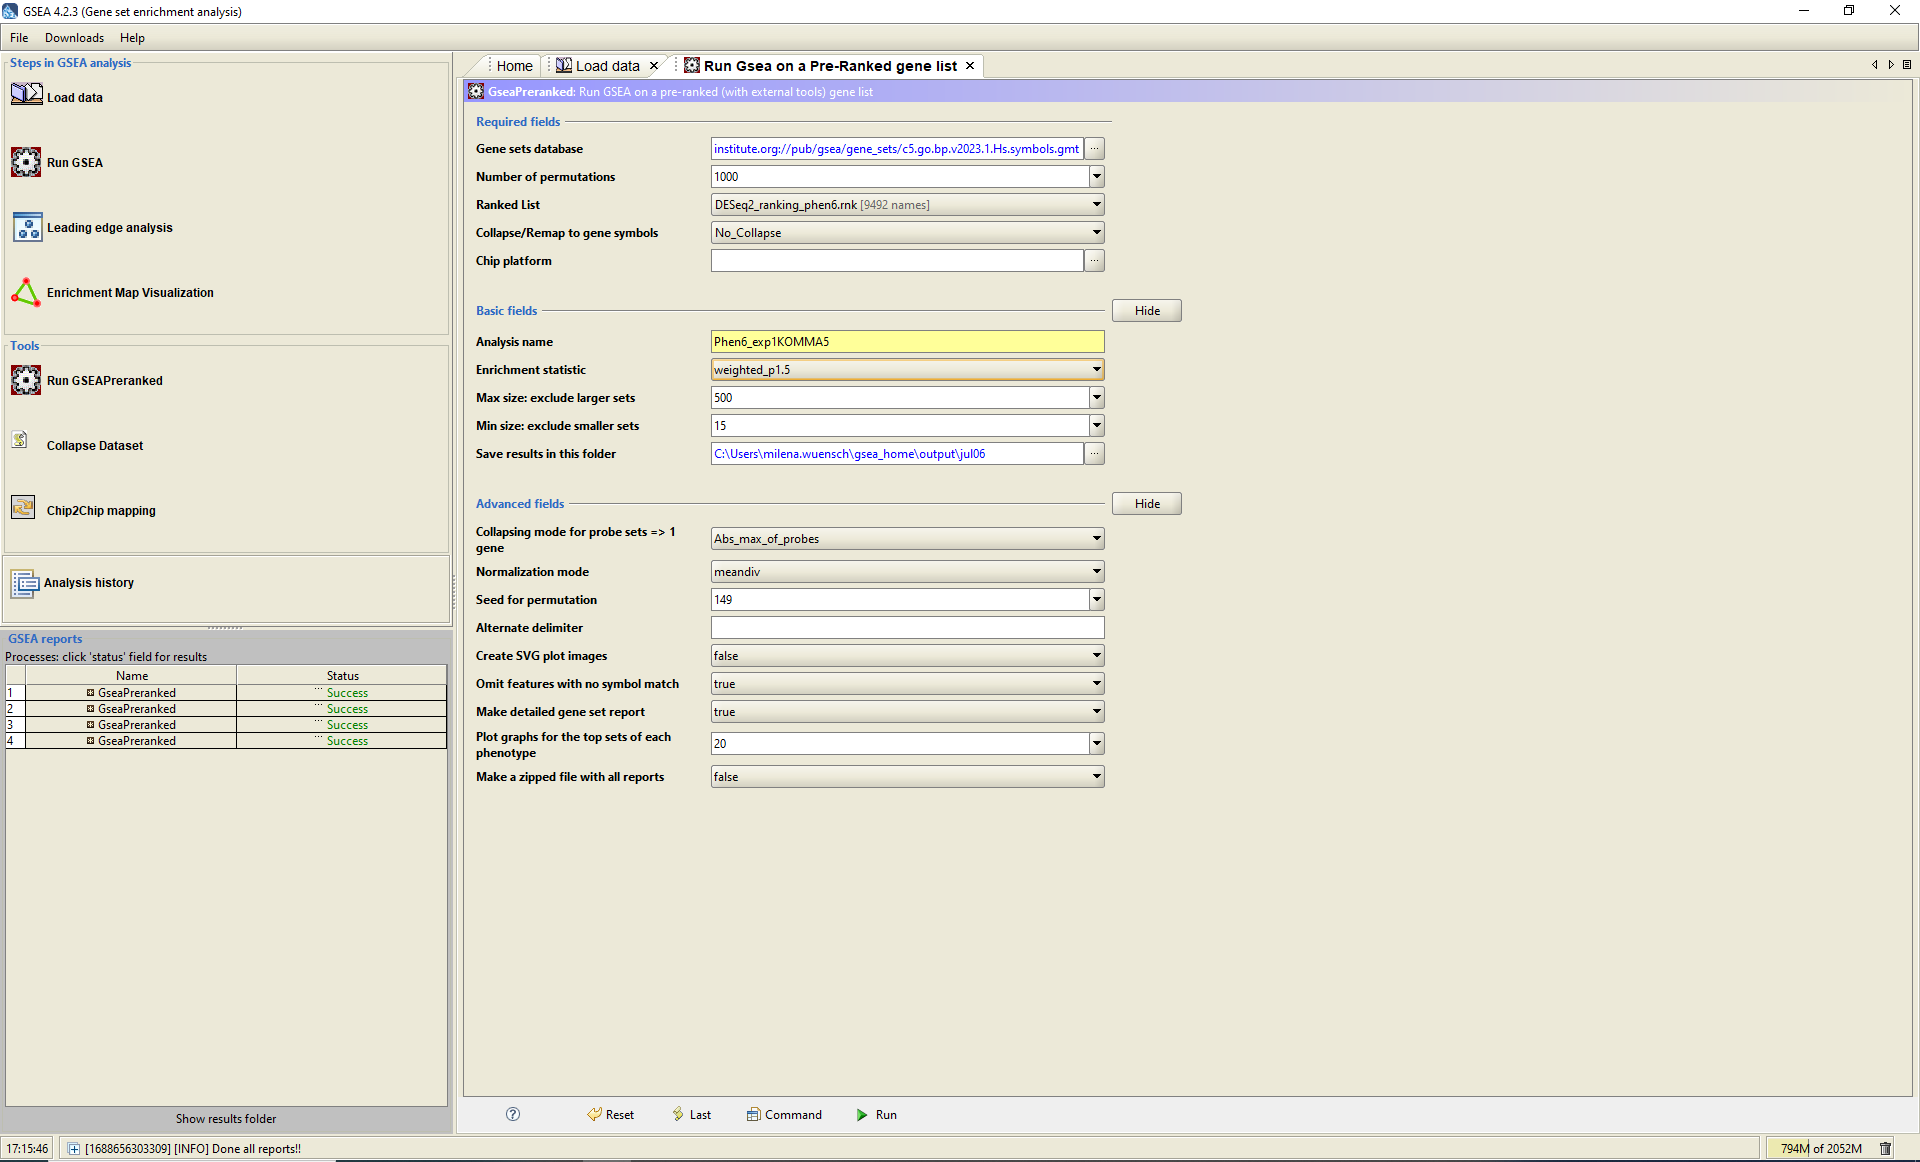 GSEA 4.2.3 (Gene set enrichment analysis)
File Downloads Help
Steps in GSEA analysis
Load data
Run GSEA
Leading edge analysis
Enrichment Map Visualization
Tools
Run GSEAPreranked
Collapse Dataset
Chip2Chip mapping
Analysis history
GSEA reports
Processes: click 'status' field for results
Name Status
1 GseaPreranked ... Success
2 GseaPreranked ... Success
3 GseaPreranked ... Success
4 GseaPreranked ... Success
Show results folder
Home Load data Run Gsea on a Pre-Ranked gene list
GseaPreranked: Run GSEA on a pre-ranked (with external tools) gene list
Required fields
Gene sets database institute.org://pub/gsea/gene_sets/c5.go.bp.v2023.1.Hs.symbols.gmt ...
Number of permutations 1000
Ranked List DESeq2_ranking_phen6.rnk [9492 names]
Collapse/Remap to gene symbols No_Collapse
Chip platform ...
Basic fields Hide
Analysis name Phen6_exp1KOMMA5
Enrichment statistic weighted_p1.5
Max size: exclude larger sets 500
Min size: exclude smaller sets 15
Save results in this folder C:\Users\milena.wuensch\gsea_home\output\jul06 ...
Advanced fields Hide
Collapsing mode for probe sets => 1
gene Abs_max_of_probes
Normalization mode meandiv
Seed for permutation 149
Alternate delimiter
Create SVG plot images false
Omit features with no symbol match true
Make detailed gene set report true
Plot graphs for the top sets of each
phenotype 20
Make a zipped file with all reports false
? Reset Last Command Run
17:15:46 [1688656303309] [INFO] Done all reports!! 794M of 2052M